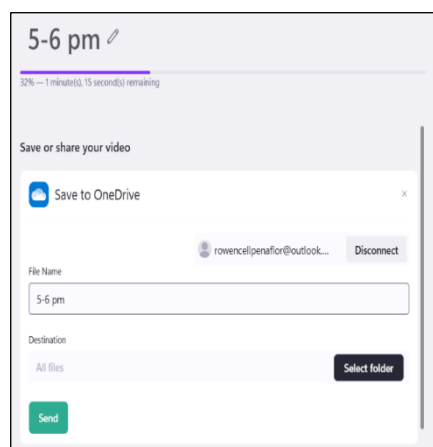 5-6 pm
32% — 1 minute(s), 15 second(s) remaining
Save or share your video
Save to OneDrive
×
rowencellpenaflor@outlook.... Disconnect
File Name
5-6 pm
Destination
All files Select folder
Send